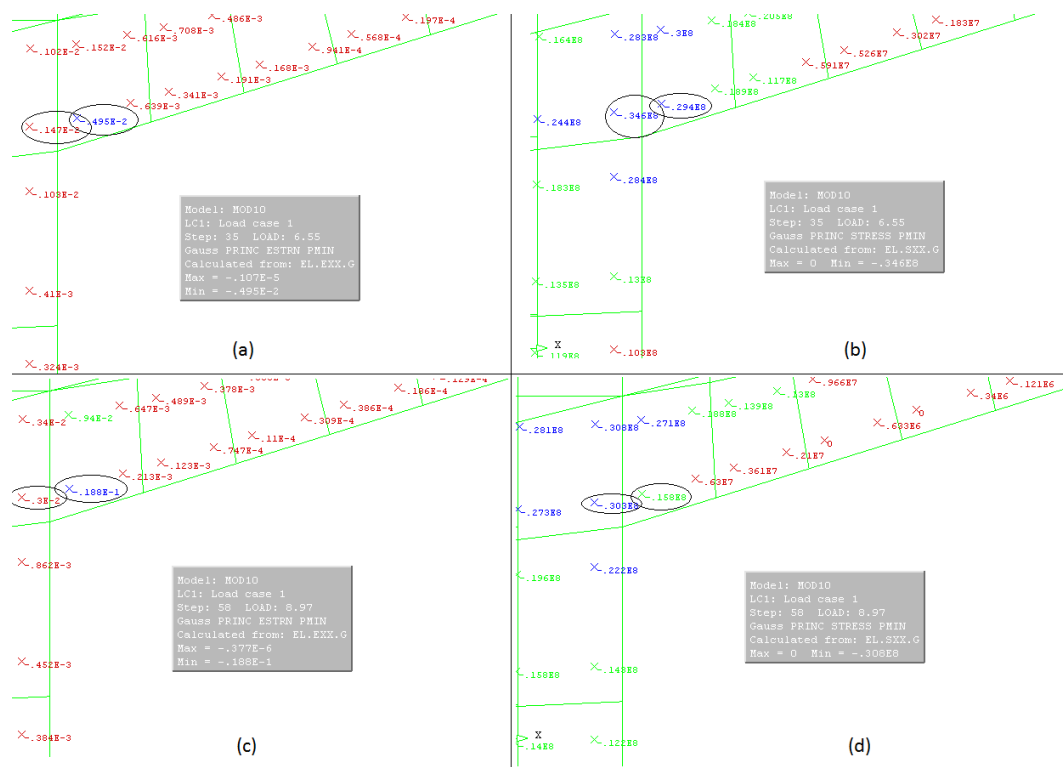 -.486E-3
-.197E-4
-.708E-3
-.616E-3
-.568E-4
-.102E-2
-.152E-2
-.941E-4
-.168E-3
-.191E-3
-.341E-3
-.639E-3
-.495E-2
-.147E-2
-.103E-2
Model: MOD10
LC1: Load case 1
Step: 35 LOAD: 6.55
Gauss PRINC ESTRN PMIN
Calculated from: EL.EXX.G
Max = -.107E-5
Min = -.495E-2
-.41E-3
-.324E-3
(a)
-.184E8
-.183E7
-.164E8
-.283E8
-.3E8
-.302E7
-.526E7
-.591E7
-.117E8
-.189E8
-.294E8
-.346E8
-.244E8
-.284E8
-.183E8
Model: MOD10
LC1: Load case 1
Step: 35 LOAD: 6.55
Gauss PRINC STRESS PMIN
Calculated from: EL.SXX.G
Max = 0 Min = -.346E8
-.135E8
-.13E8
X
-.119E8
-.103E8
(b)
-.129E-4
-.378E-3
-.186E-4
-.489E-3
-.647E-3
-.386E-4
-.34E-2
-.94E-2
-.309E-4
-.11E-4
-.747E-4
-.123E-3
-.213E-3
-.188E-1
-.3E-2
-.862E-3
Model: MOD10
LC1: Load case 1
Step: 58 LOAD: 8.97
Gauss PRINC ESTRN PMIN
Calculated from: EL.EXX.G
Max = -.377E-6
Min = -.188E-1
-.452E-3
-.384E-3
(c)
-.966E7
-.121E6
-.13E8
-.34E6
-.139E8
-.188E8
0
-.281E8
-.308E8
-.271E8
-.633E6
0
-.21E7
-.361E7
-.63E7
-.158E8
-.303E8
-.273E8
-.222E8
-.196E8
Model: MOD10
LC1: Load case 1
Step: 58 LOAD: 8.97
Gauss PRINC STRESS PMIN
Calculated from: EL.SXX.G
Max = 0 Min = -.308E8
-.158E8
-.148E8
X
-.14E8
-.122E8
(d)